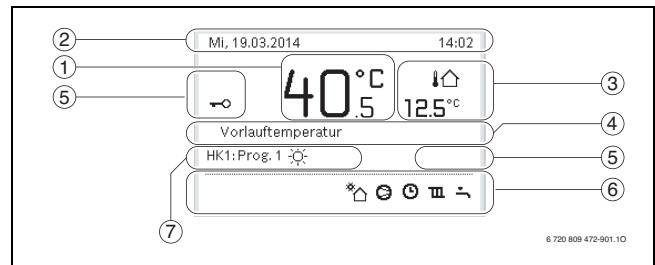 ② Mi, 19.03.2014 14:02
① 40.5 °C
⑤ 12.5 °C ③
Vorlauftemperatur ④
HK1: Prog. 1 ⑤
⑥
⑦
6 720 809 472-901.1O